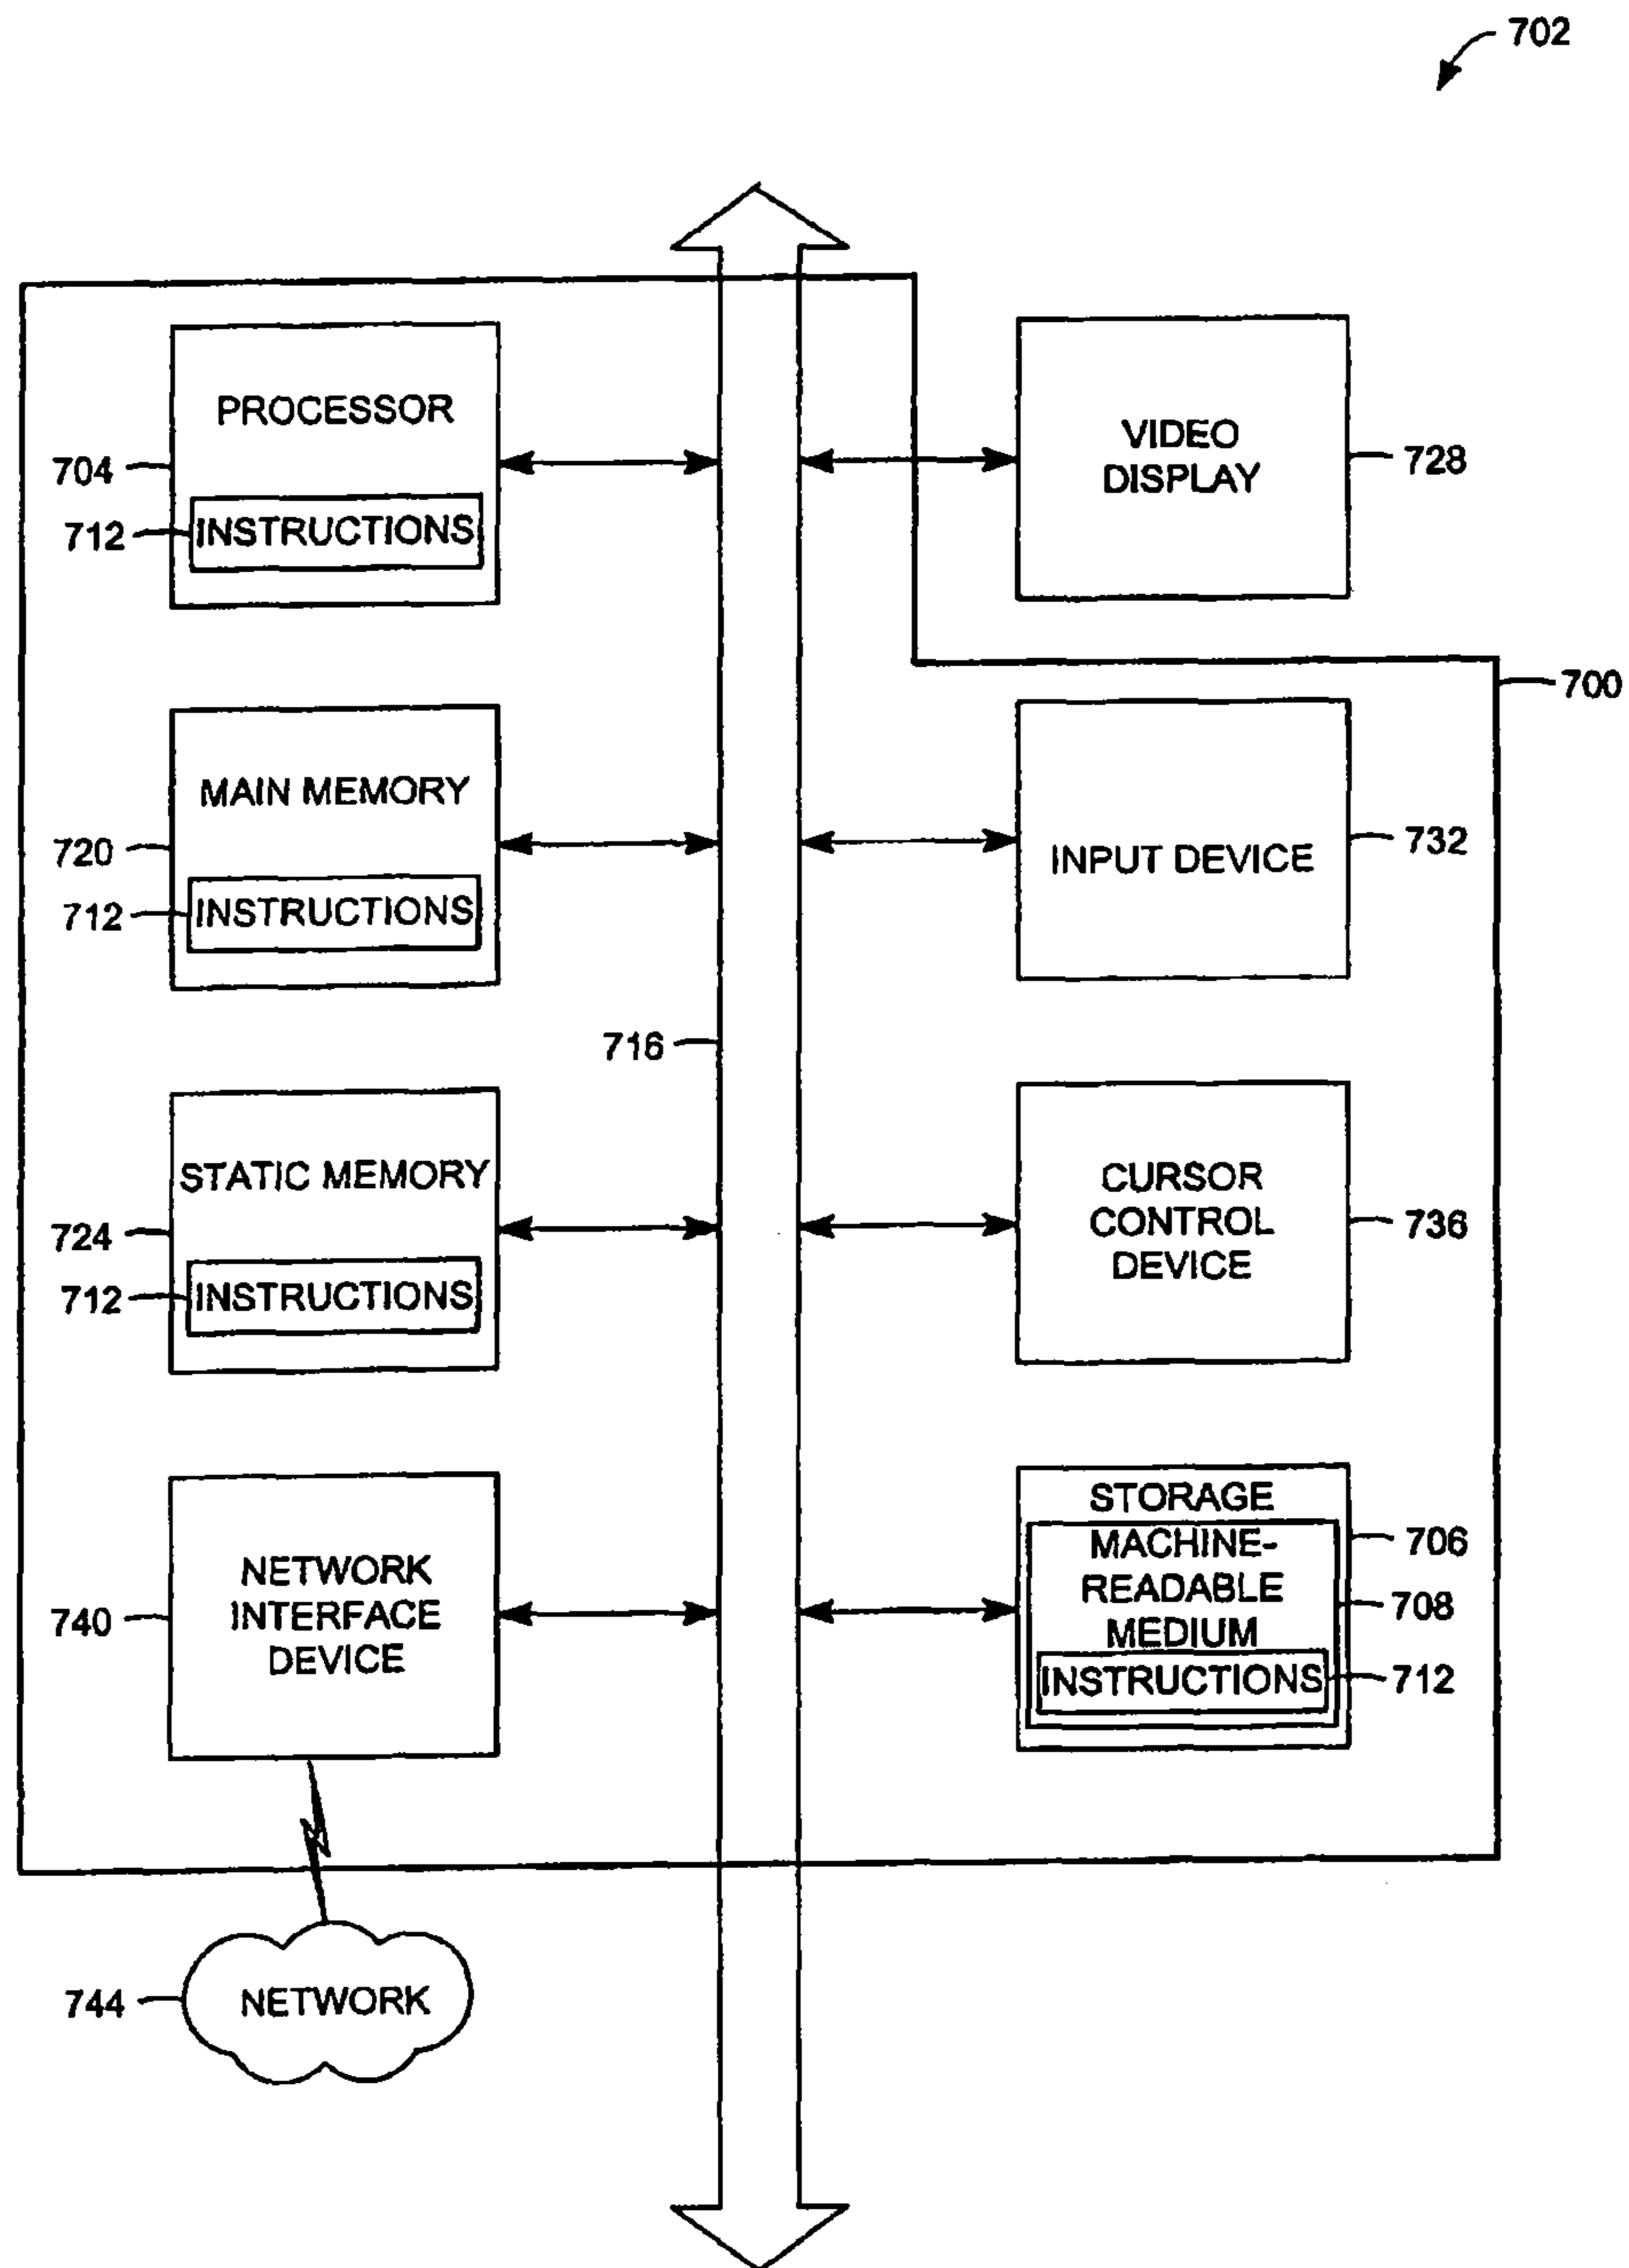 702
PROCESSOR
704
712
INSTRUCTIONS
VIDEO
DISPLAY
728
700
MAIN MEMORY
720
712
INSTRUCTIONS
INPUT DEVICE
732
716
STATIC MEMORY
724
712
INSTRUCTIONS
CURSOR
CONTROL
DEVICE
736
NETWORK
INTERFACE
DEVICE
740
STORAGE
706
MACHINE-
READABLE
MEDIUM
708
INSTRUCTIONS
712
744
NETWORK